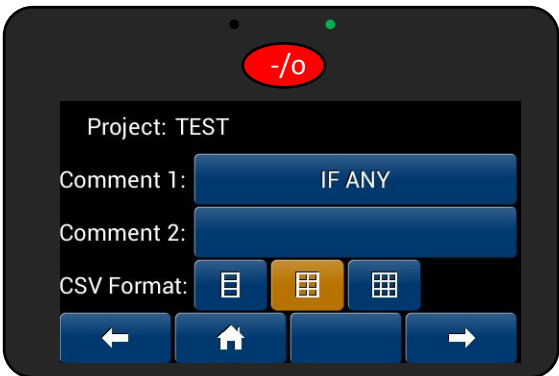 -/o
Project: TEST
Comment 1: IF ANY
Comment 2:
CSV Format: